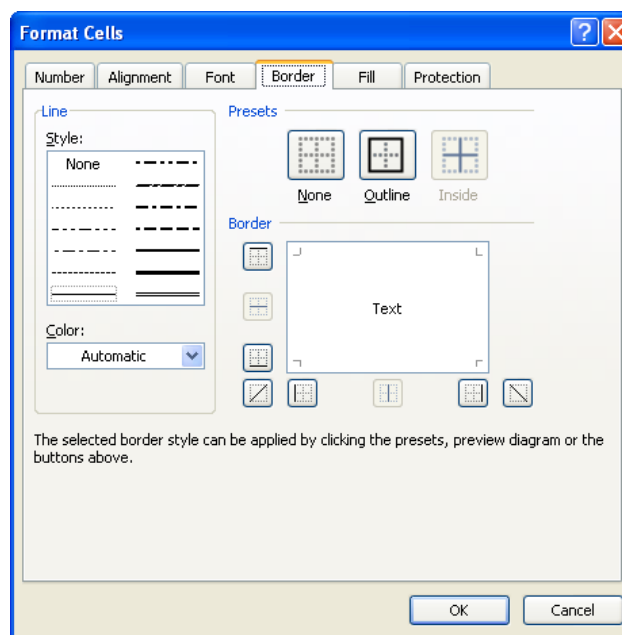 Format Cells
Number Alignment Font Border Fill Protection
Line
Style:
None
Color:
Automatic
Presets
None Outline Inside
Border
Text
The selected border style can be applied by clicking the presets, preview diagram or the
buttons above.
OK Cancel